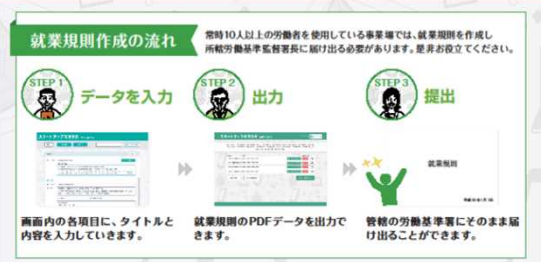 就業規則作成の流れ
常時10人以上の労働者を使用している事業場では、就業規則を作成し
所轄労働基準監督署長に届け出る必要があります。是非お役立てください。
STEP 1
データを入力
STEP 2
出力
STEP 3
提出
就業規則
画面内の各項目に、タイトルと
内容を入力していきます。
就業規則のPDFデータを出力で
きます。
管轄の労働基準署にそのまま届
け出ることができます。